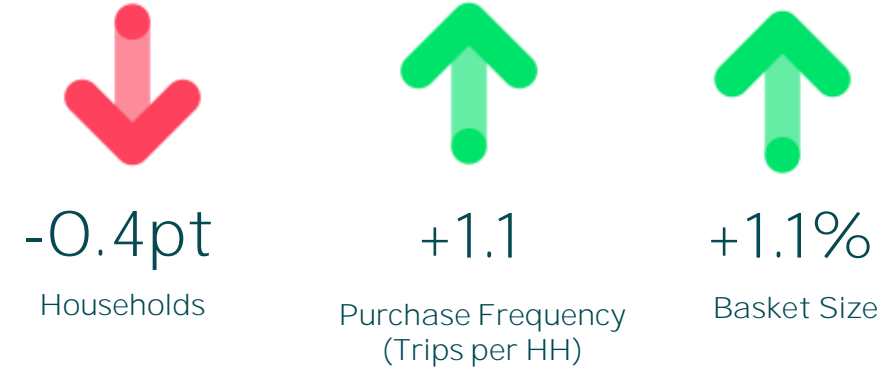 -0.4pt
Households
+1.1
Purchase Frequency
(Trips per HH)
+1.1%
Basket Size